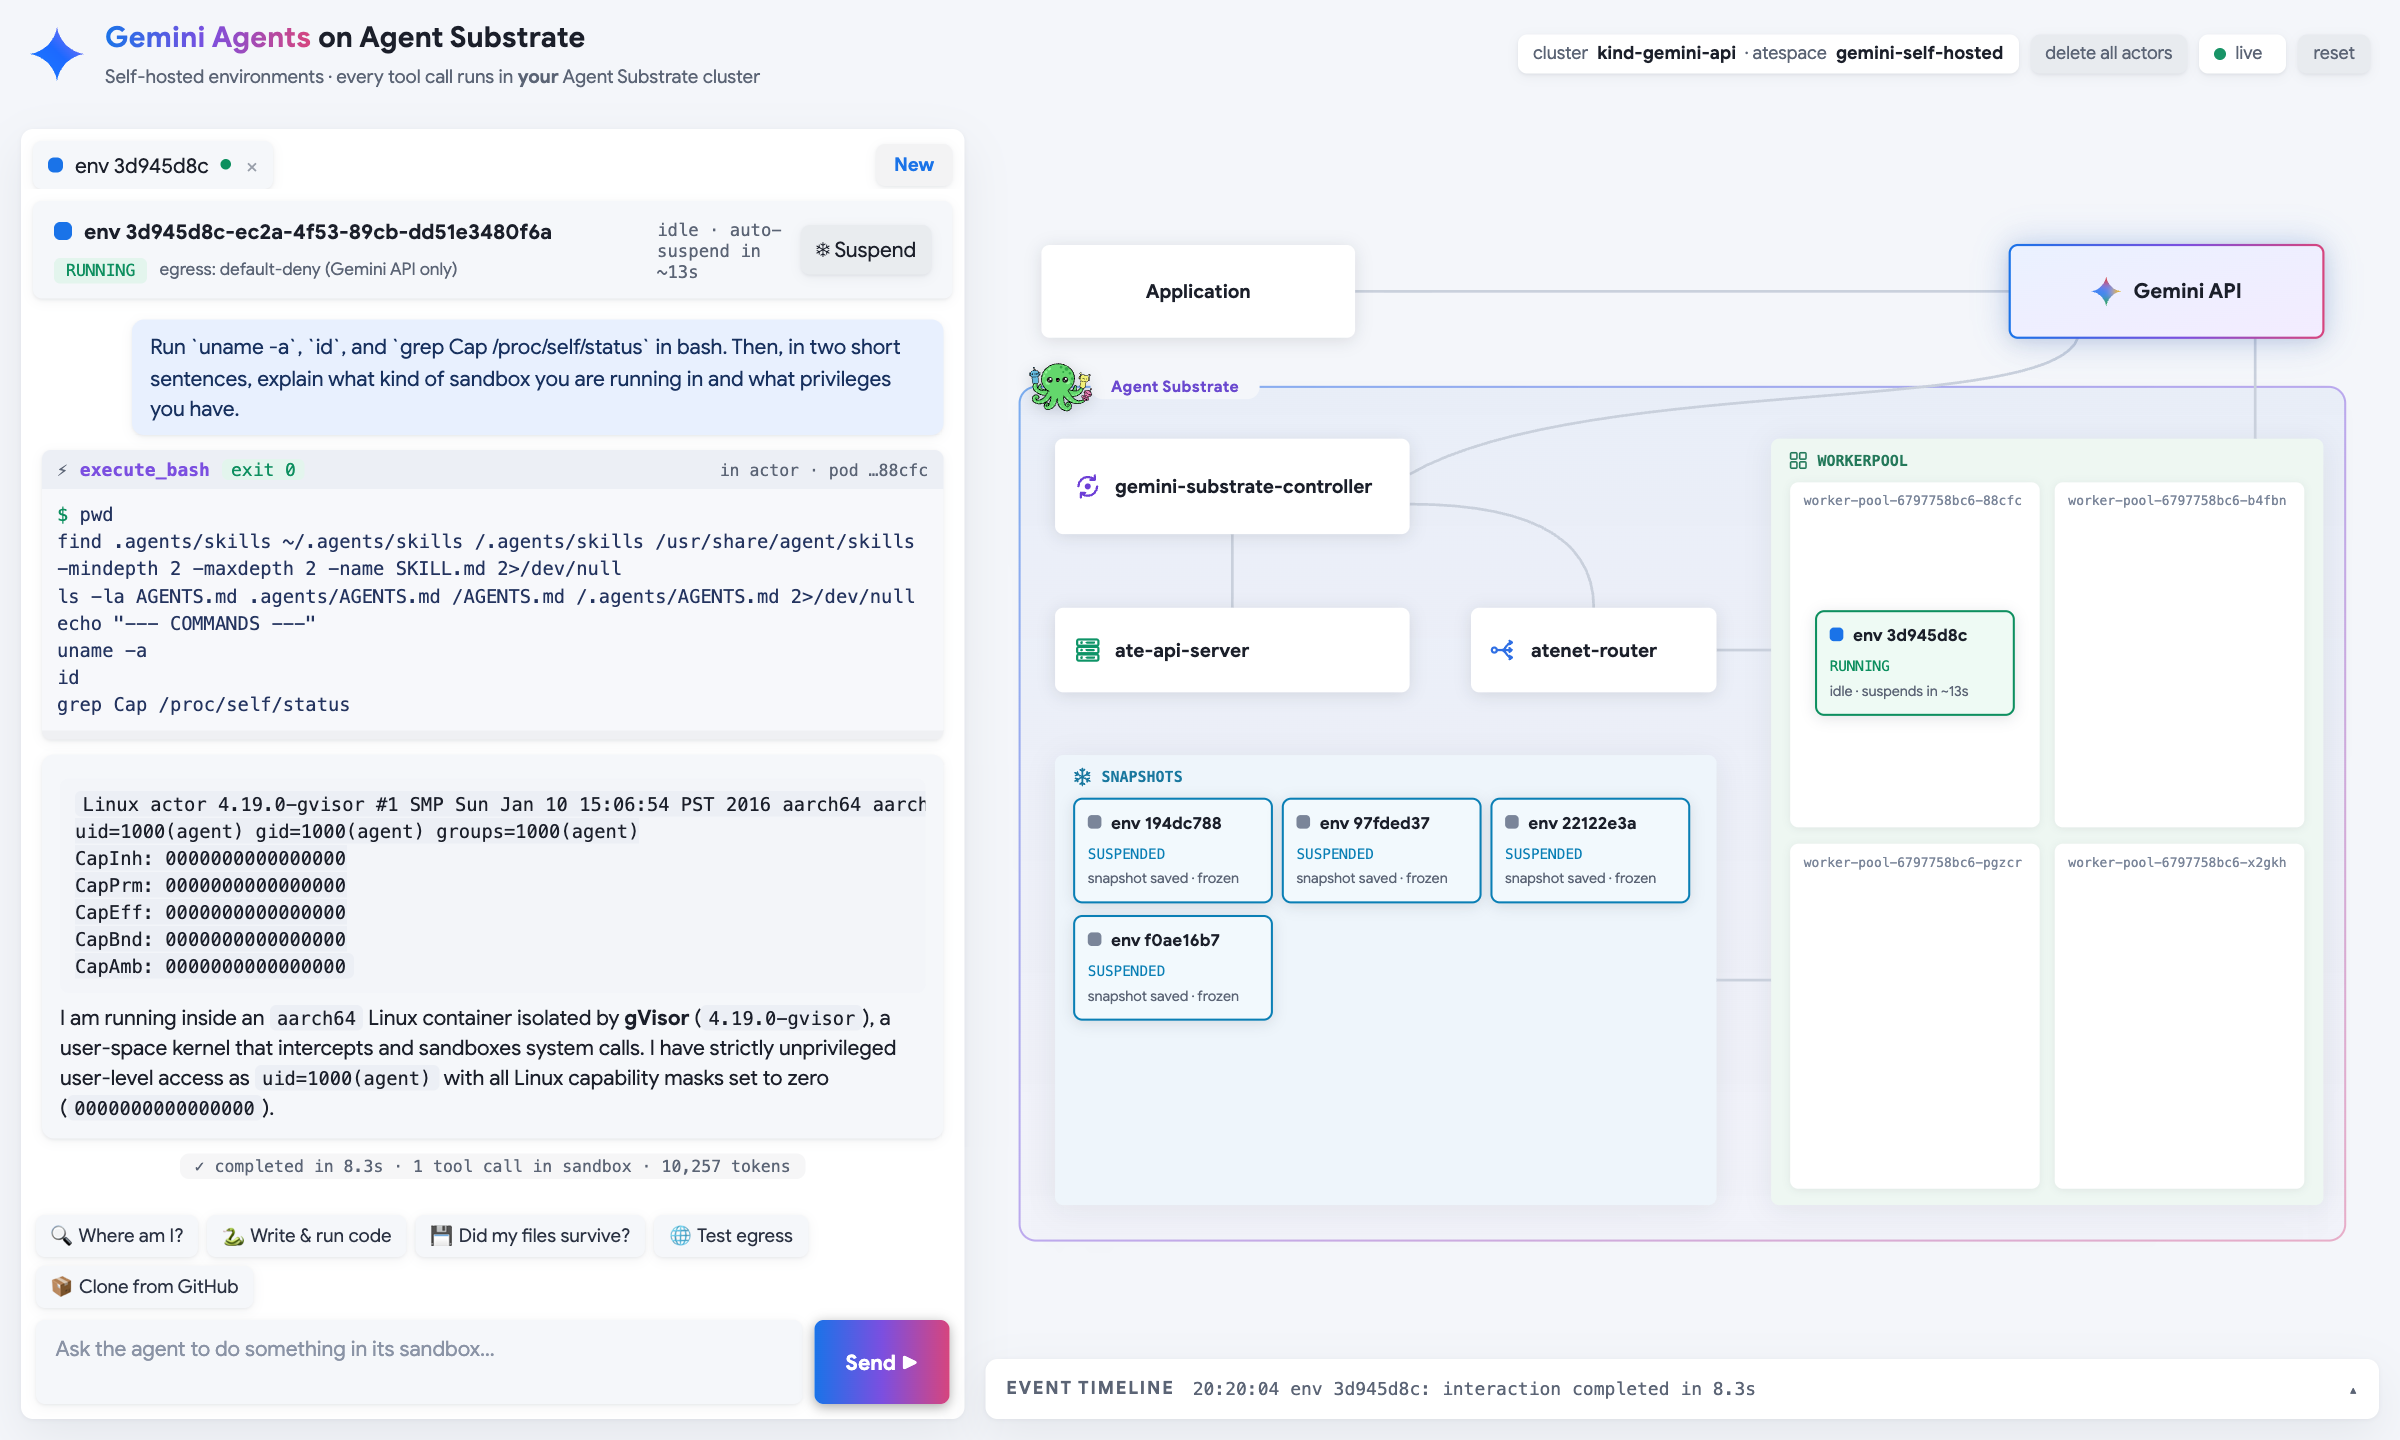 Gemini Agents on Agent Substrate
Self-hosted environments · every tool call runs in your Agent Substrate cluster
cluster kind-gemini-api · atespace gemini-self-hosted
delete all actors
live
reset
env 3d945d8c ×
New
env 3d945d8c-ec2a-4f53-89cb-dd51e3480f6a
RUNNING egress: default-deny (Gemini API only)
idle · auto-
suspend in
~13s
❄ Suspend
Run `uname -a`, `id`, and `grep Cap /proc/self/status` in bash. Then, in two short
sentences, explain what kind of sandbox you are running in and what privileges
you have.
⚡ execute_bash exit 0 in actor · pod …88cfc
$ pwd
find .agents/skills ~/.agents/skills /.agents/skills /usr/share/agent/skills
-mindepth 2 -maxdepth 2 -name SKILL.md 2>/dev/null
ls -la AGENTS.md .agents/AGENTS.md /AGENTS.md /.agents/AGENTS.md 2>/dev/null
echo "--- COMMANDS ---"
uname -a
id
grep Cap /proc/self/status
Linux actor 4.19.0-gvisor #1 SMP Sun Jan 10 15:06:54 PST 2016 aarch64 aarch
uid=1000(agent) gid=1000(agent) groups=1000(agent)
CapInh: 0000000000000000
CapPrm: 0000000000000000
CapEff: 0000000000000000
CapBnd: 0000000000000000
CapAmb: 0000000000000000
I am running inside an aarch64 Linux container isolated by gVisor ( 4.19.0-gvisor ), a
user-space kernel that intercepts and sandboxes system calls. I have strictly unprivileged
user-level access as uid=1000(agent) with all Linux capability masks set to zero
( 0000000000000000 ).
✓ completed in 8.3s · 1 tool call in sandbox · 10,257 tokens
🔍 Where am I?
🐍 Write & run code
💾 Did my files survive?
🌐 Test egress
📦 Clone from GitHub
Ask the agent to do something in its sandbox...
Send ▶
Application
Gemini API
Agent Substrate
gemini-substrate-controller
ate-api-server
atenet-router
SNAPSHOTS
env 194dc788
SUSPENDED
snapshot saved · frozen
env 97fded37
SUSPENDED
snapshot saved · frozen
env 22122e3a
SUSPENDED
snapshot saved · frozen
env f0ae16b7
SUSPENDED
snapshot saved · frozen
WORKERPOOL
worker-pool-6797758bc6-88cfc
env 3d945d8c
RUNNING
idle · suspends in ~13s
worker-pool-6797758bc6-b4fbn
worker-pool-6797758bc6-pgzcr
worker-pool-6797758bc6-x2gkh
EVENT TIMELINE 20:20:04 env 3d945d8c: interaction completed in 8.3s ▲